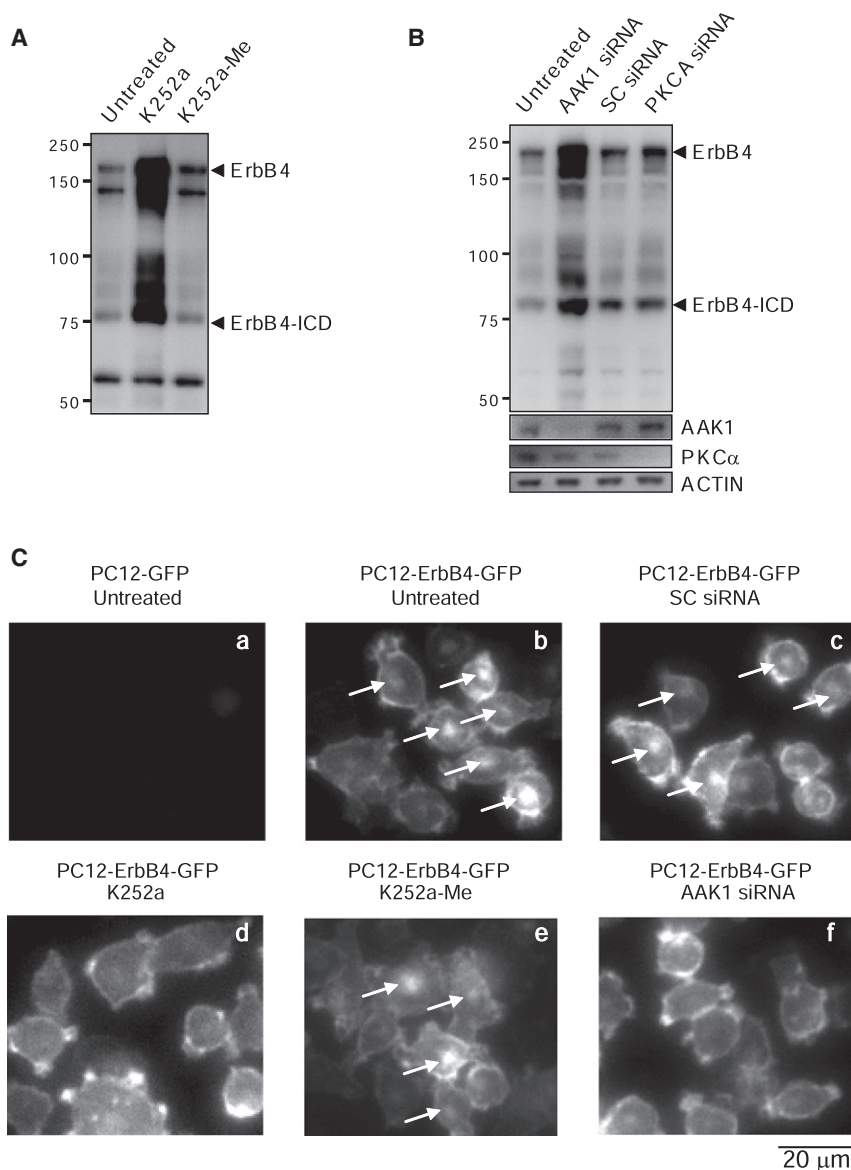 A
Untreated
K252a
K252a-Me
250
150
100
75
50
ErbB4
ErbB4-ICD
B
Untreated
AAK1 siRNA
SC siRNA
PKCA siRNA
250
150
100
75
50
ErbB4
ErbB4-ICD
AAK1
PKCα
ACTIN
C
PC12-GFP
Untreated
a
PC12-ErbB4-GFP
Untreated
b
PC12-ErbB4-GFP
SC siRNA
c
PC12-ErbB4-GFP
K252a
d
PC12-ErbB4-GFP
K252a-Me
e
PC12-ErbB4-GFP
AAK1 siRNA
f
20 μm